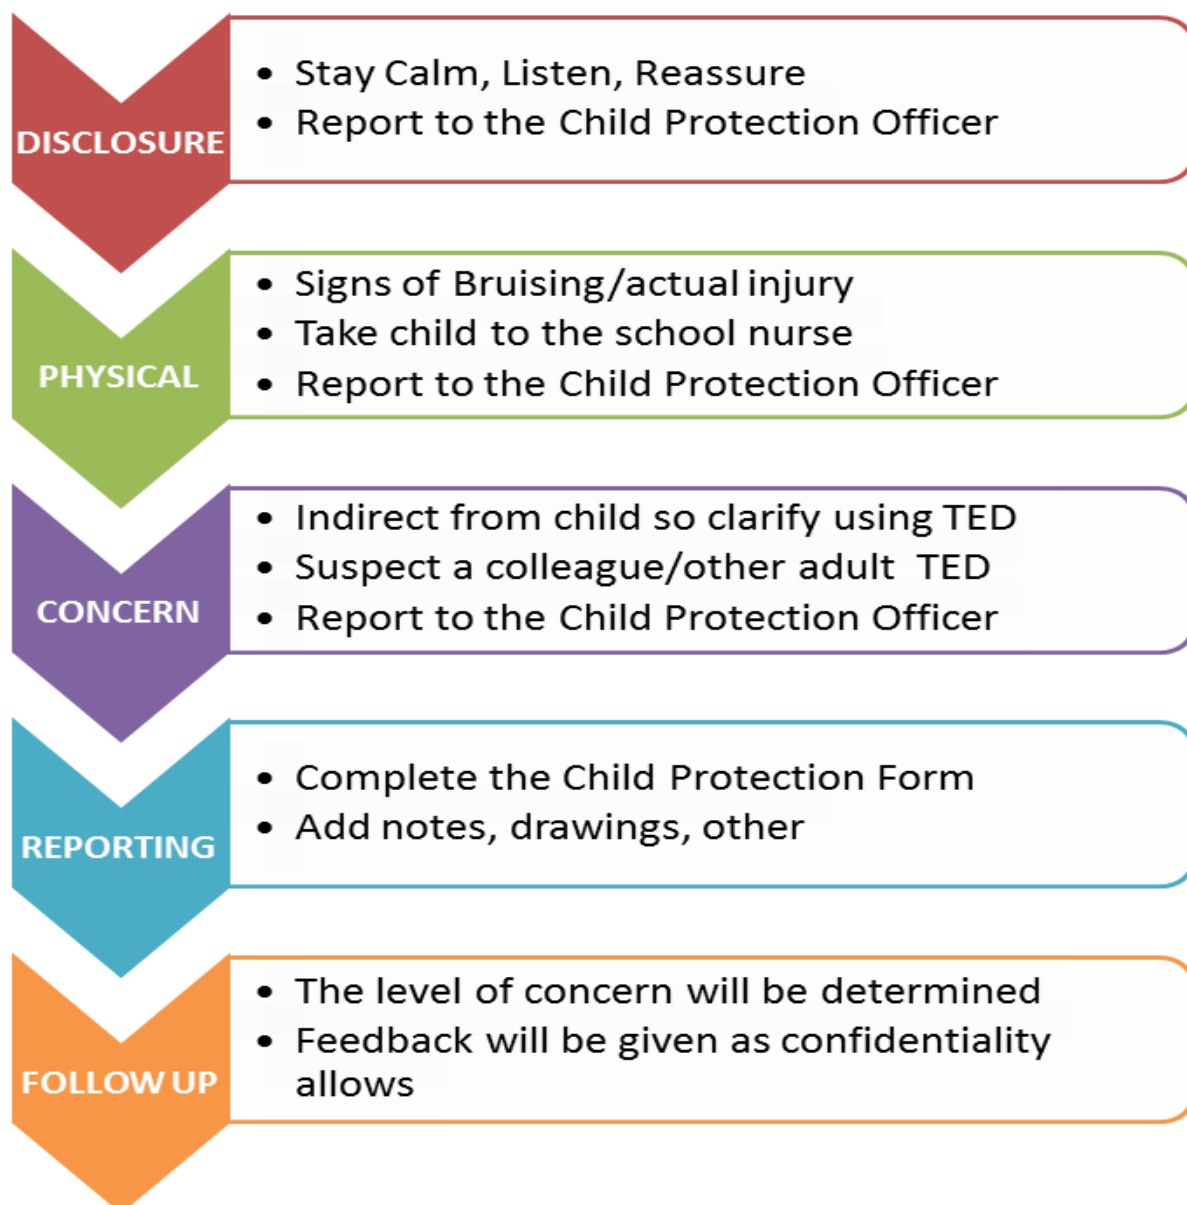 DISCLOSURE
• Stay Calm, Listen, Reassure
• Report to the Child Protection Officer
PHYSICAL
• Signs of Bruising/actual injury
• Take child to the school nurse
• Report to the Child Protection Officer
CONCERN
• Indirect from child so clarify using TED
• Suspect a colleague/other adult  TED
• Report to the Child Protection Officer
REPORTING
• Complete the Child Protection Form
• Add notes, drawings, other
FOLLOW UP
• The level of concern will be determined
• Feedback will be given as confidentiality
allows